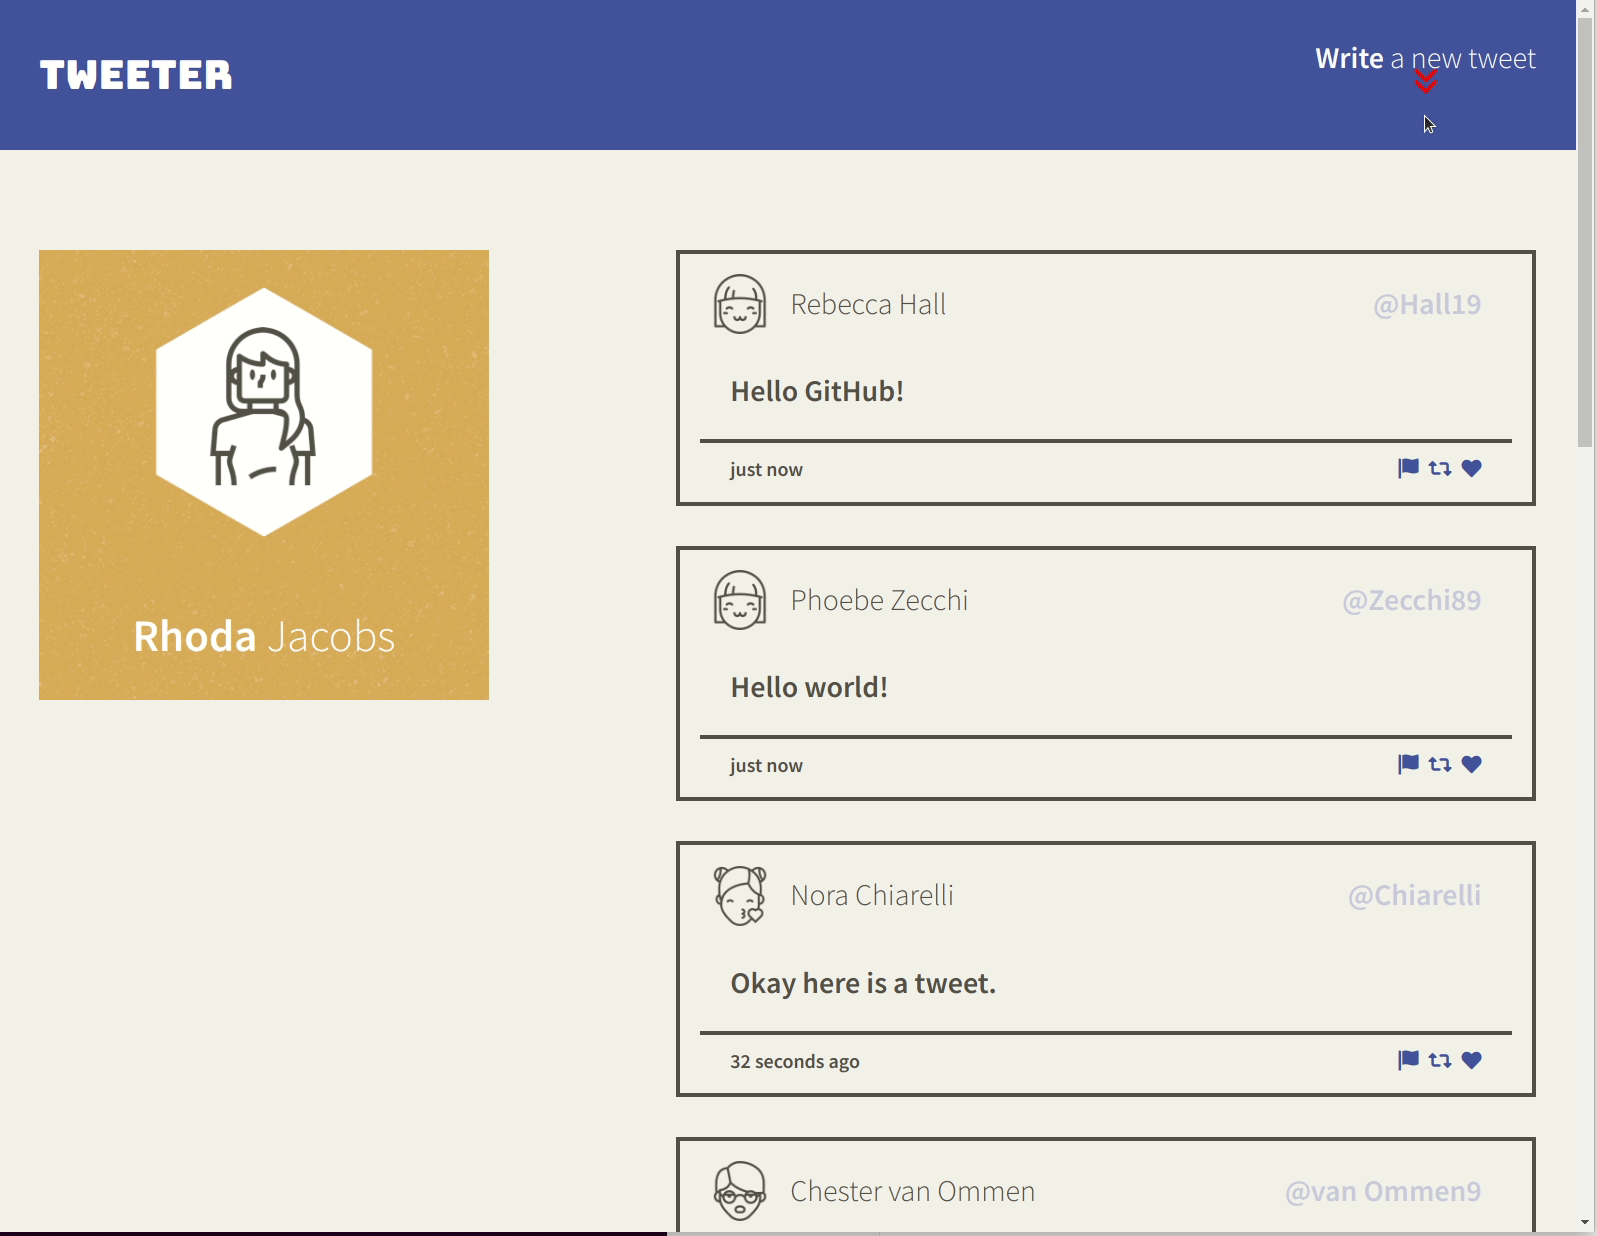 TWEETER
Write a new tweet
Rhoda Jacobs
Rebecca Hall
@Hall19
Hello GitHub!
just now
Phoebe Zecchi
@Zecchi89
Hello world!
just now
Nora Chiarelli
@Chiarelli
Okay here is a tweet.
32 seconds ago
Chester van Ommen
@van Ommen9